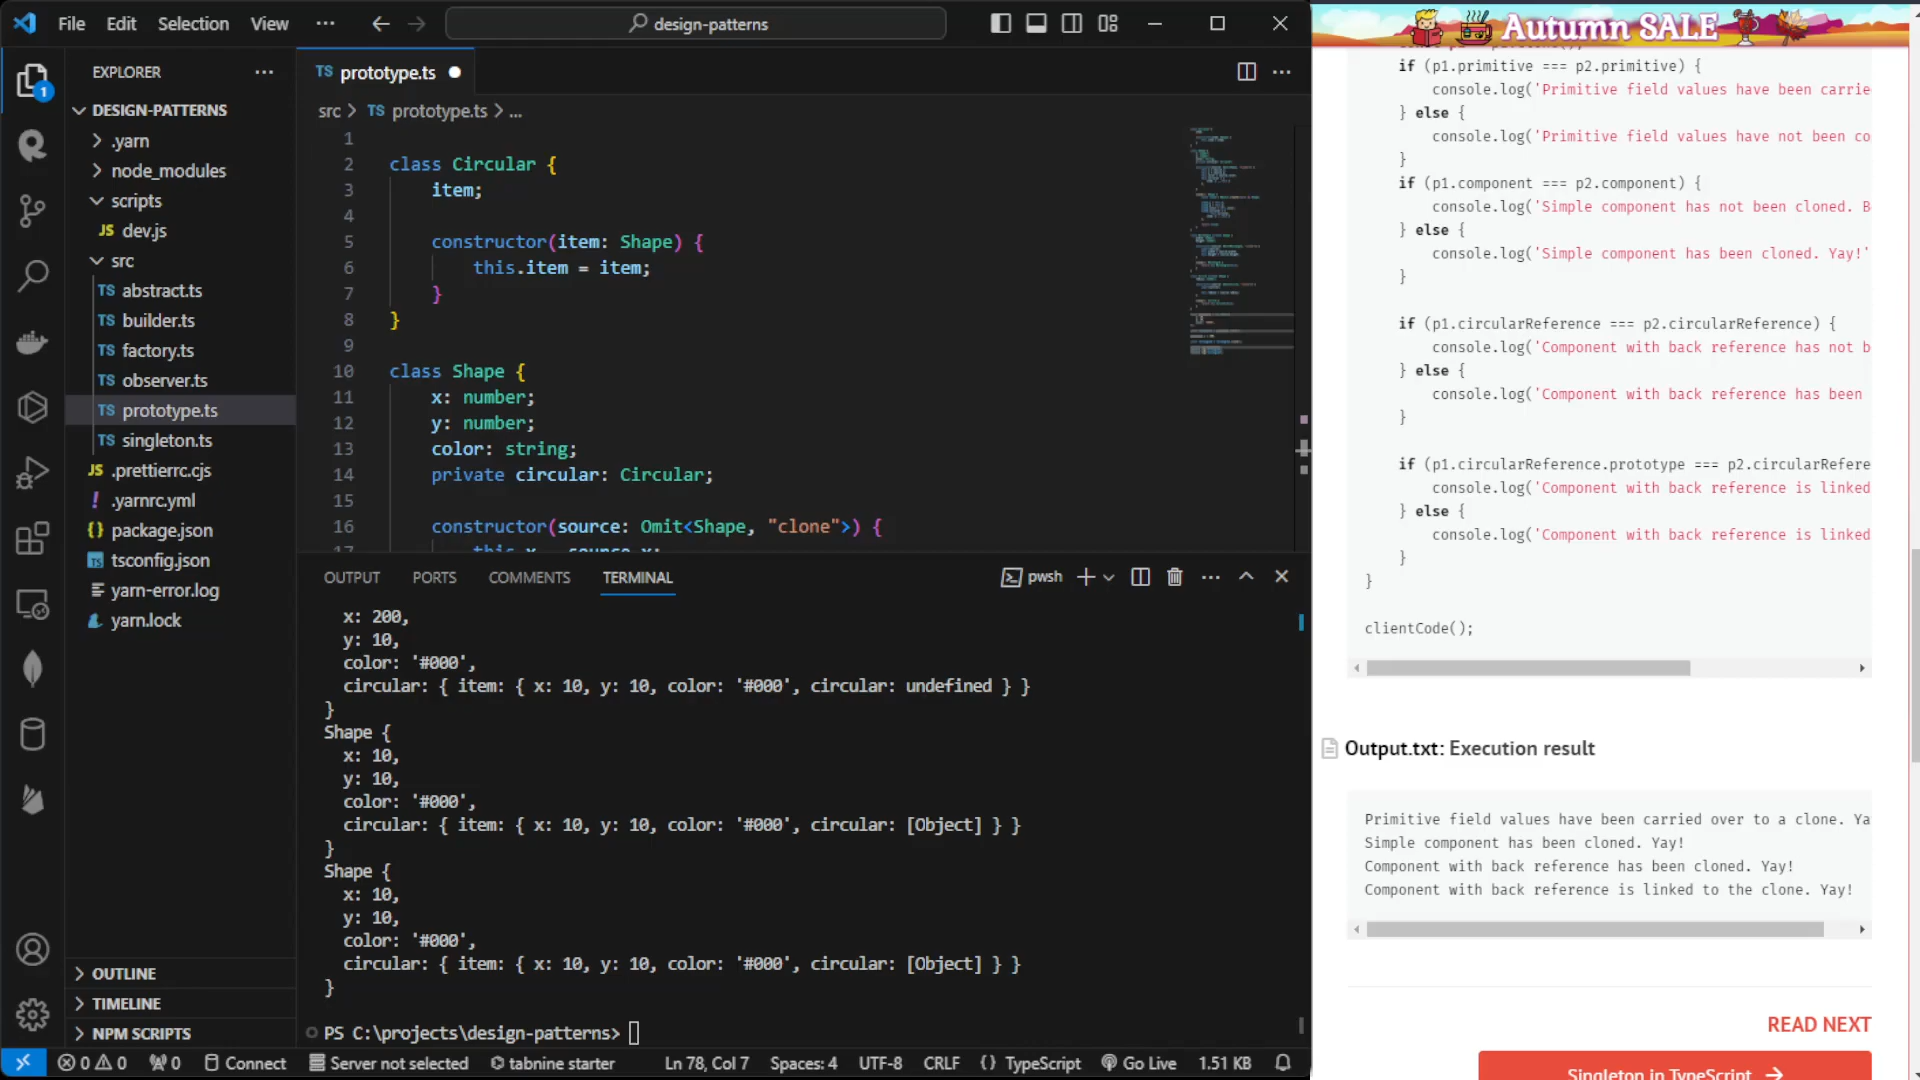 File Edit Selection View ··· design-patterns
EXPLORER ···
DESIGN-PATTERNS
.yarn
node_modules
scripts
JS dev.js
src
TS abstract.ts
TS builder.ts
TS factory.ts
TS observer.ts
TS prototype.ts
TS singleton.ts
JS .prettierrc.cjs
! .yarnrc.yml
{} package.json
TS tsconfig.json
yarn-error.log
yarn.lock
OUTLINE
TIMELINE
NPM SCRIPTS
1
TS prototype.ts
src > TS prototype.ts > ...
1
2 class Circular {
3 item;
4
5 constructor(item: Shape) {
6 this.item = item;
7 }
8 }
9
10 class Shape {
11 x: number;
12 y: number;
13 color: string;
14 private circular: Circular;
15
16 constructor(source: Omit<Shape, "clone">) {
17 this.x = source.x;
OUTPUT PORTS COMMENTS TERMINAL pwsh
x: 200,
y: 10,
color: '#000',
circular: { item: { x: 10, y: 10, color: '#000', circular: undefined } }
}
Shape {
x: 10,
y: 10,
color: '#000',
circular: { item: { x: 10, y: 10, color: '#000', circular: [Object] } }
}
Shape {
x: 10,
y: 10,
color: '#000',
circular: { item: { x: 10, y: 10, color: '#000', circular: [Object] } }
}
PS C:\projects\design-patterns>
0 0 0 Connect Server not selected tabnine starter Ln 78, Col 7 Spaces: 4 UTF-8 CRLF {} TypeScript Go Live 1.51 KB
Autumn SALE
if (p1.primitive === p2.primitive) {
console.log('Primitive field values have been carrie
} else {
console.log('Primitive field values have not been co
}
if (p1.component === p2.component) {
console.log('Simple component has not been cloned. B
} else {
console.log('Simple component has been cloned. Yay!'
}
if (p1.circularReference === p2.circularReference) {
console.log('Component with back reference has not b
} else {
console.log('Component with back reference has been
}
if (p1.circularReference.prototype === p2.circularRefere
console.log('Component with back reference is linked
} else {
console.log('Component with back reference is linked
}
}
clientCode();
Output.txt: Execution result
Primitive field values have been carried over to a clone. Ya
Simple component has been cloned. Yay!
Component with back reference has been cloned. Yay!
Component with back reference is linked to the clone. Yay!
READ NEXT
Singleton in TypeScript →